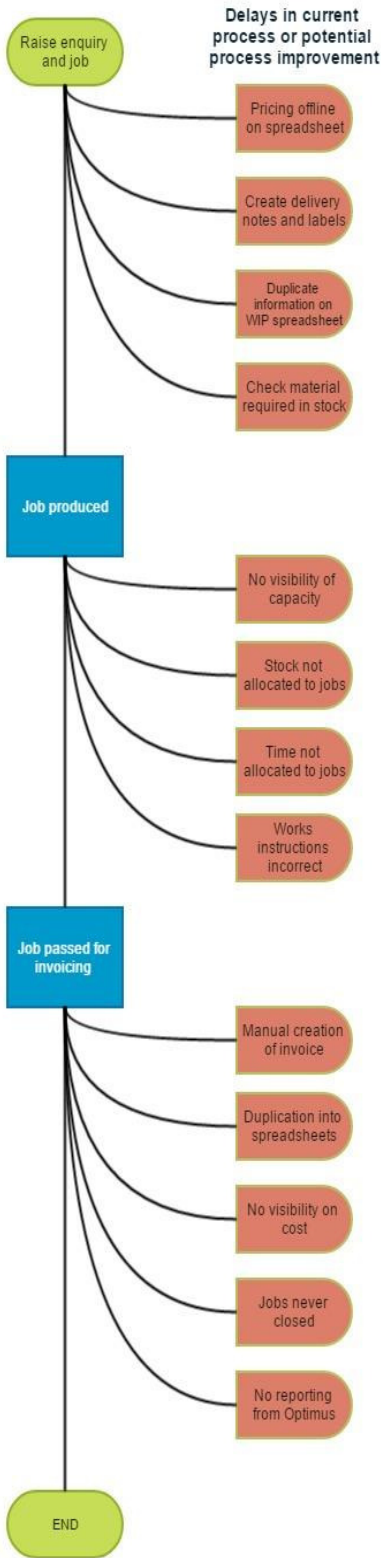 Delays in current
process or potential
process improvement
Raise enquiry
and job
Pricing offline
on spreadsheet
Create delivery
notes and labels
Duplicate
information on
WIP spreadsheet
Check material
required in stock
Job produced
No visibility of
capacity
Stock not
allocated to jobs
Time not
allocated to jobs
Works
instructions
incorrect
Job passed for
invoicing
Manual creation
of invoice
Duplication into
spreadsheets
No visibility on
cost
Jobs never
closed
No reporting
from Optimus
END